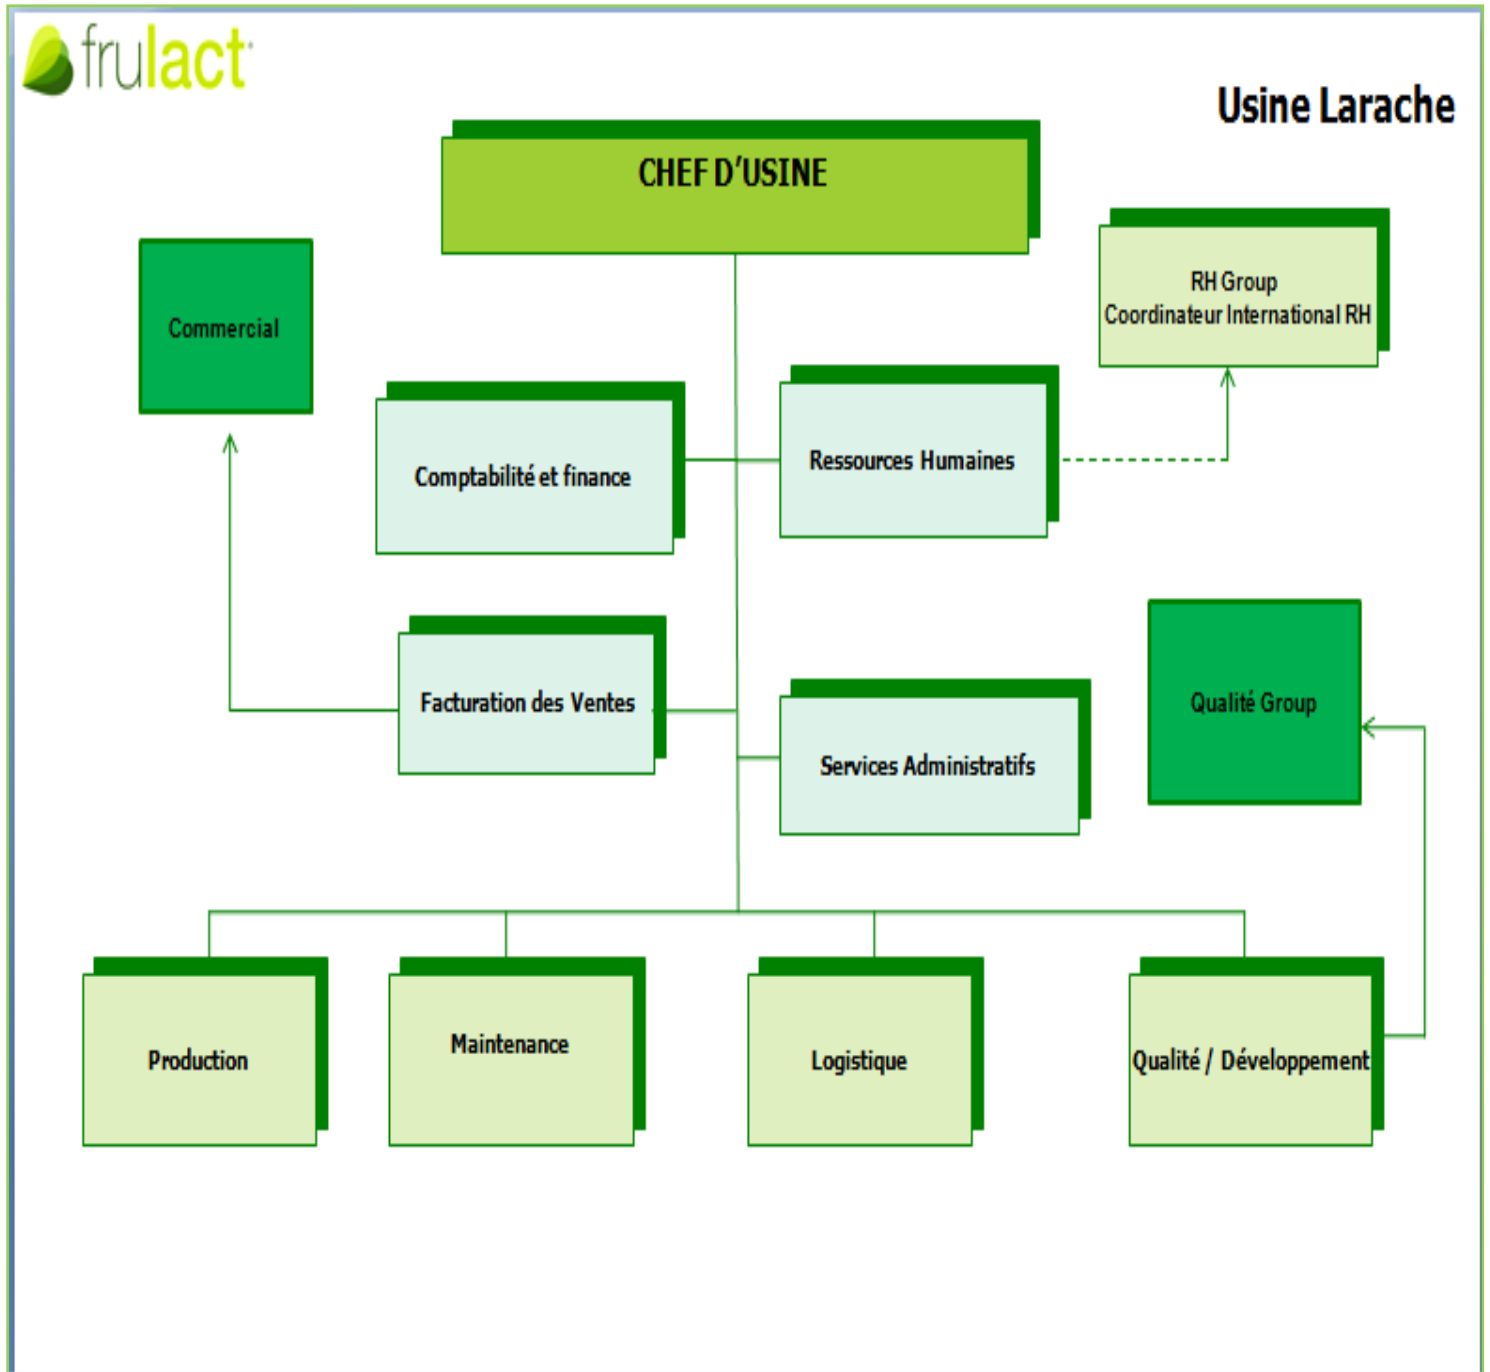 frulact
Usine Larache
CHEF D'USINE
Commercial
RH Group
Coordinateur International RH
Comptabilité et finance
Ressources Humaines
Facturation des Ventes
Services Administratifs
Qualité Group
Production
Maintenance
Logistique
Qualité / Développement